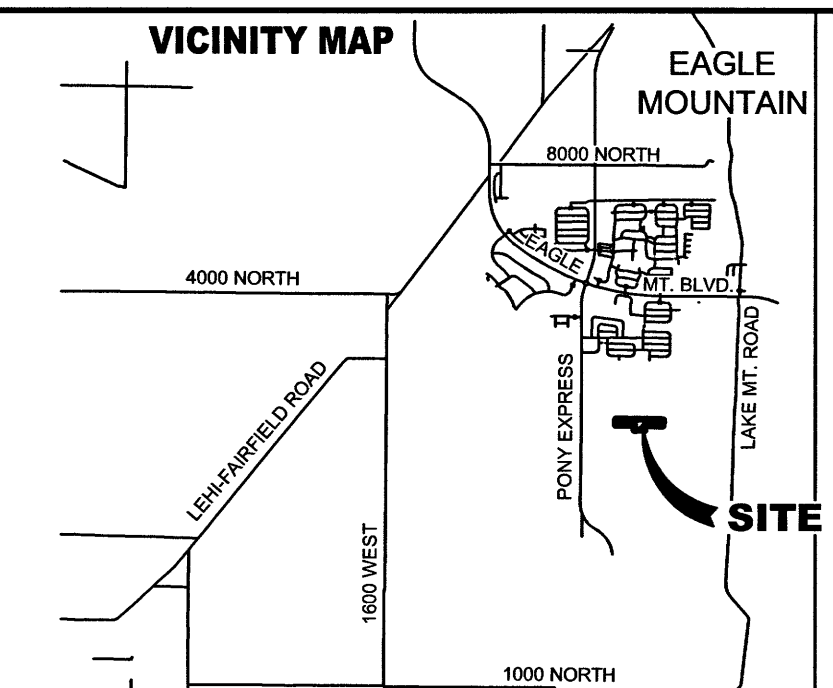 VICINITY MAP
EAGLE
MOUNTAIN
8000 NORTH
EAGLE
MT. BLVD.
4000 NORTH
LEHI-FAIRFIELD ROAD
PONY EXPRESS
LAKE MT. ROAD
SITE
1600 WEST
1000 NORTH